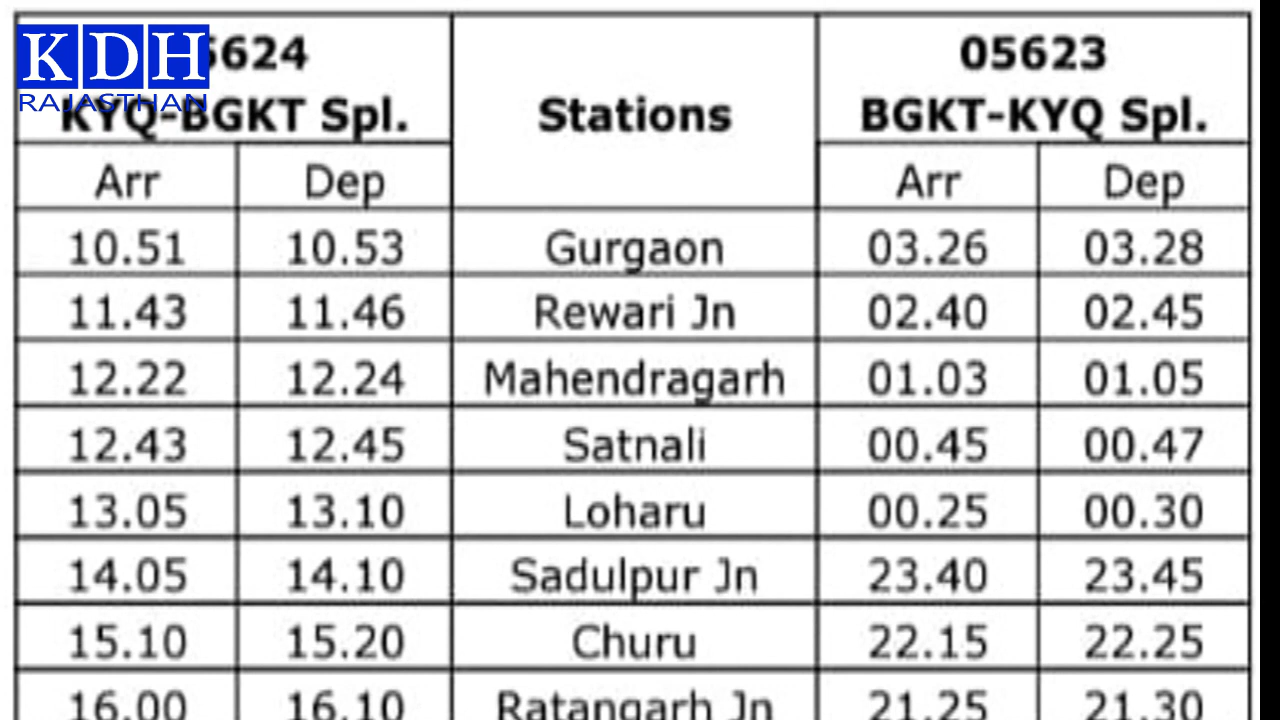 KDH
RAJASTHAN
5624
KYQ-BGKT Spl.
Stations
05623
BGKT-KYQ Spl.
Arr Dep Arr Dep
10.51 10.53 Gurgaon 03.26 03.28
11.43 11.46 Rewari Jn 02.40 02.45
12.22 12.24 Mahendragarh 01.03 01.05
12.43 12.45 Satnali 00.45 00.47
13.05 13.10 Loharu 00.25 00.30
14.05 14.10 Sadulpur Jn 23.40 23.45
15.10 15.20 Churu 22.15 22.25
16.00 16.10 Ratangarh Jn 21.25 21.30